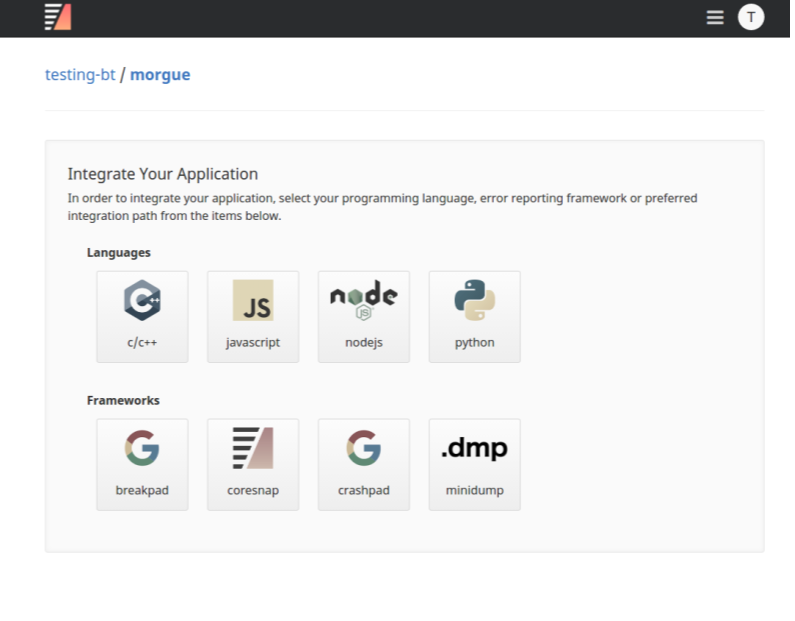 T
testing-bt / morgue
Integrate Your Application
In order to integrate your application, select your programming language, error reporting framework or preferred
integration path from the items below.
Languages
C++ JS node JS python
c/c++ javascript nodejs python
Frameworks
G G .dmp
breakpad coresnap crashpad minidump